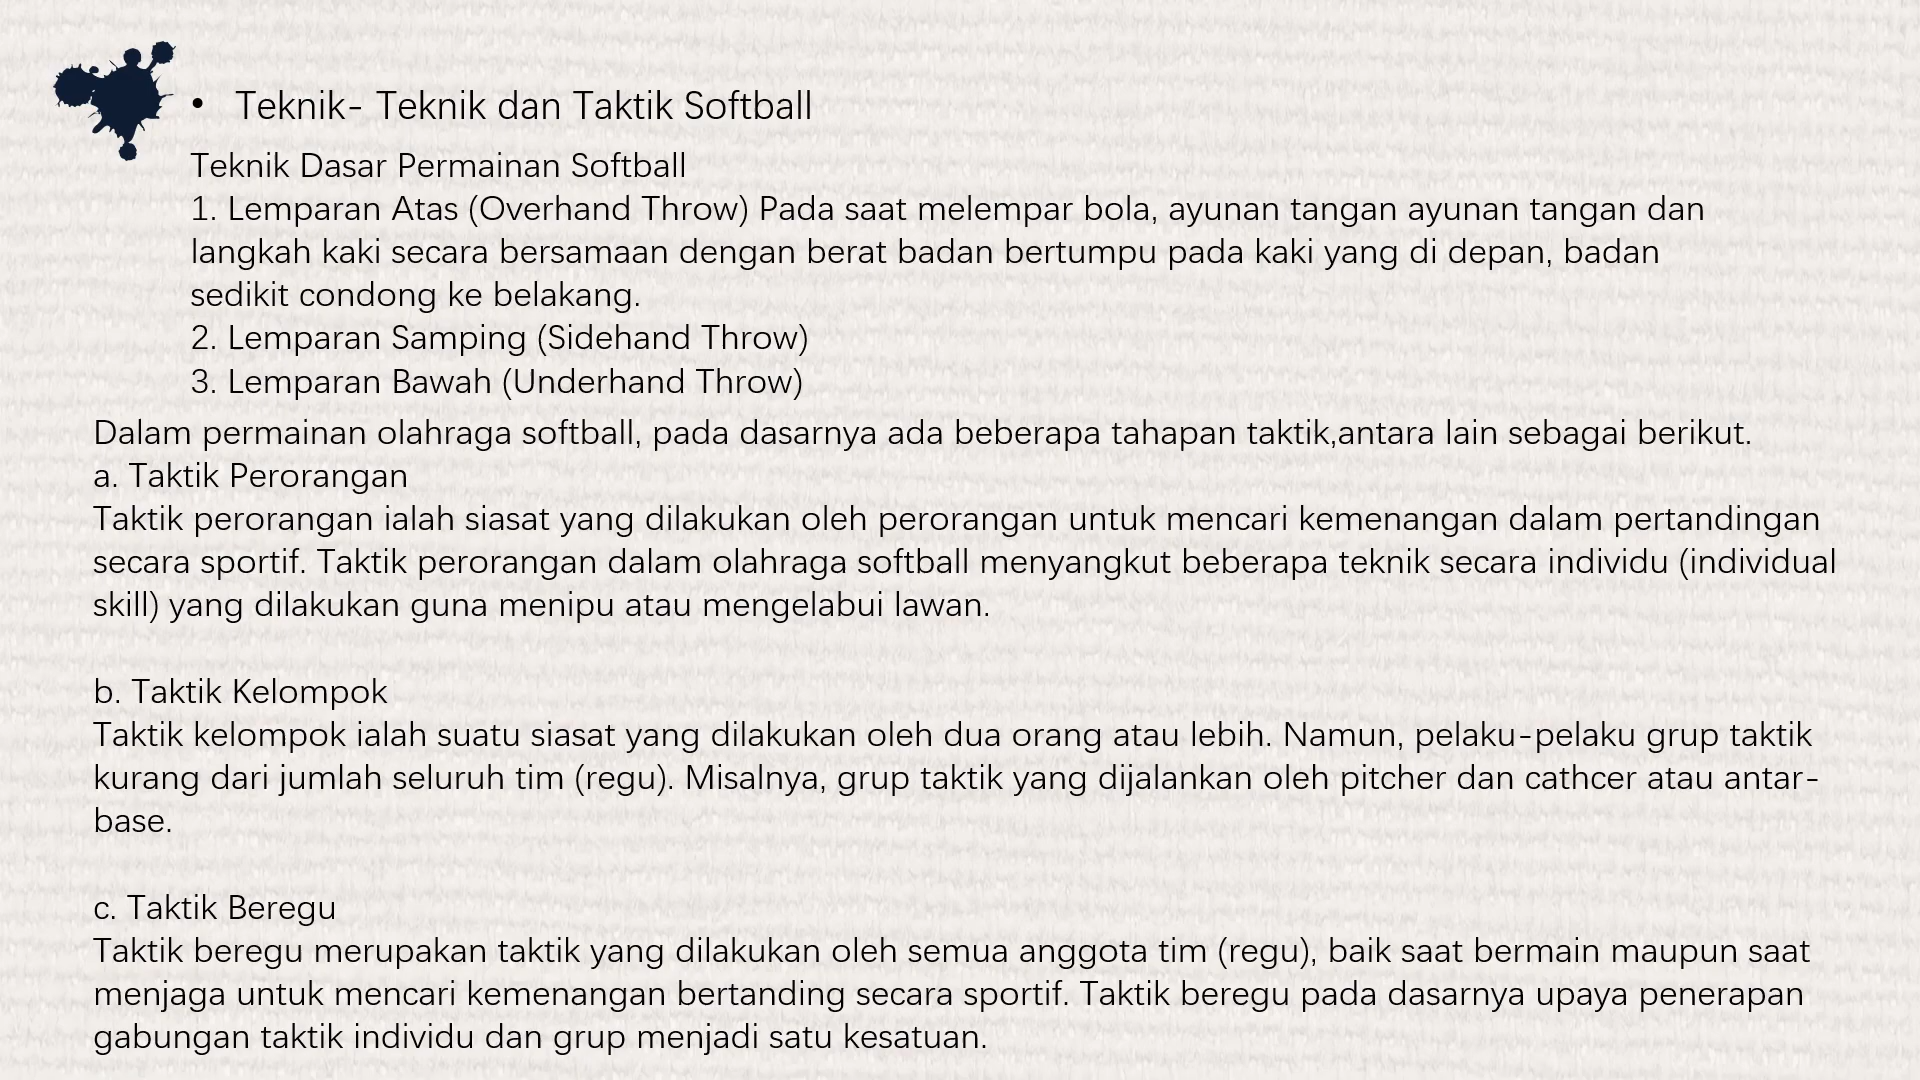 • Teknik- Teknik dan Taktik Softball
Teknik Dasar Permainan Softball
1. Lemparan Atas (Overhand Throw) Pada saat melempar bola, ayunan tangan ayunan tangan dan
langkah kaki secara bersamaan dengan berat badan bertumpu pada kaki yang di depan, badan
sedikit condong ke belakang.
2. Lemparan Samping (Sidehand Throw)
3. Lemparan Bawah (Underhand Throw)
Dalam permainan olahraga softball, pada dasarnya ada beberapa tahapan taktik,antara lain sebagai berikut.
a. Taktik Perorangan
Taktik perorangan ialah siasat yang dilakukan oleh perorangan untuk mencari kemenangan dalam pertandingan
secara sportif. Taktik perorangan dalam olahraga softball menyangkut beberapa teknik secara individu (individual
skill) yang dilakukan guna menipu atau mengelabui lawan.
b. Taktik Kelompok
Taktik kelompok ialah suatu siasat yang dilakukan oleh dua orang atau lebih. Namun, pelaku-pelaku grup taktik
kurang dari jumlah seluruh tim (regu). Misalnya, grup taktik yang dijalankan oleh pitcher dan cathcer atau antar-
base.
c. Taktik Beregu
Taktik beregu merupakan taktik yang dilakukan oleh semua anggota tim (regu), baik saat bermain maupun saat
menjaga untuk mencari kemenangan bertanding secara sportif. Taktik beregu pada dasarnya upaya penerapan
gabungan taktik individu dan grup menjadi satu kesatuan.